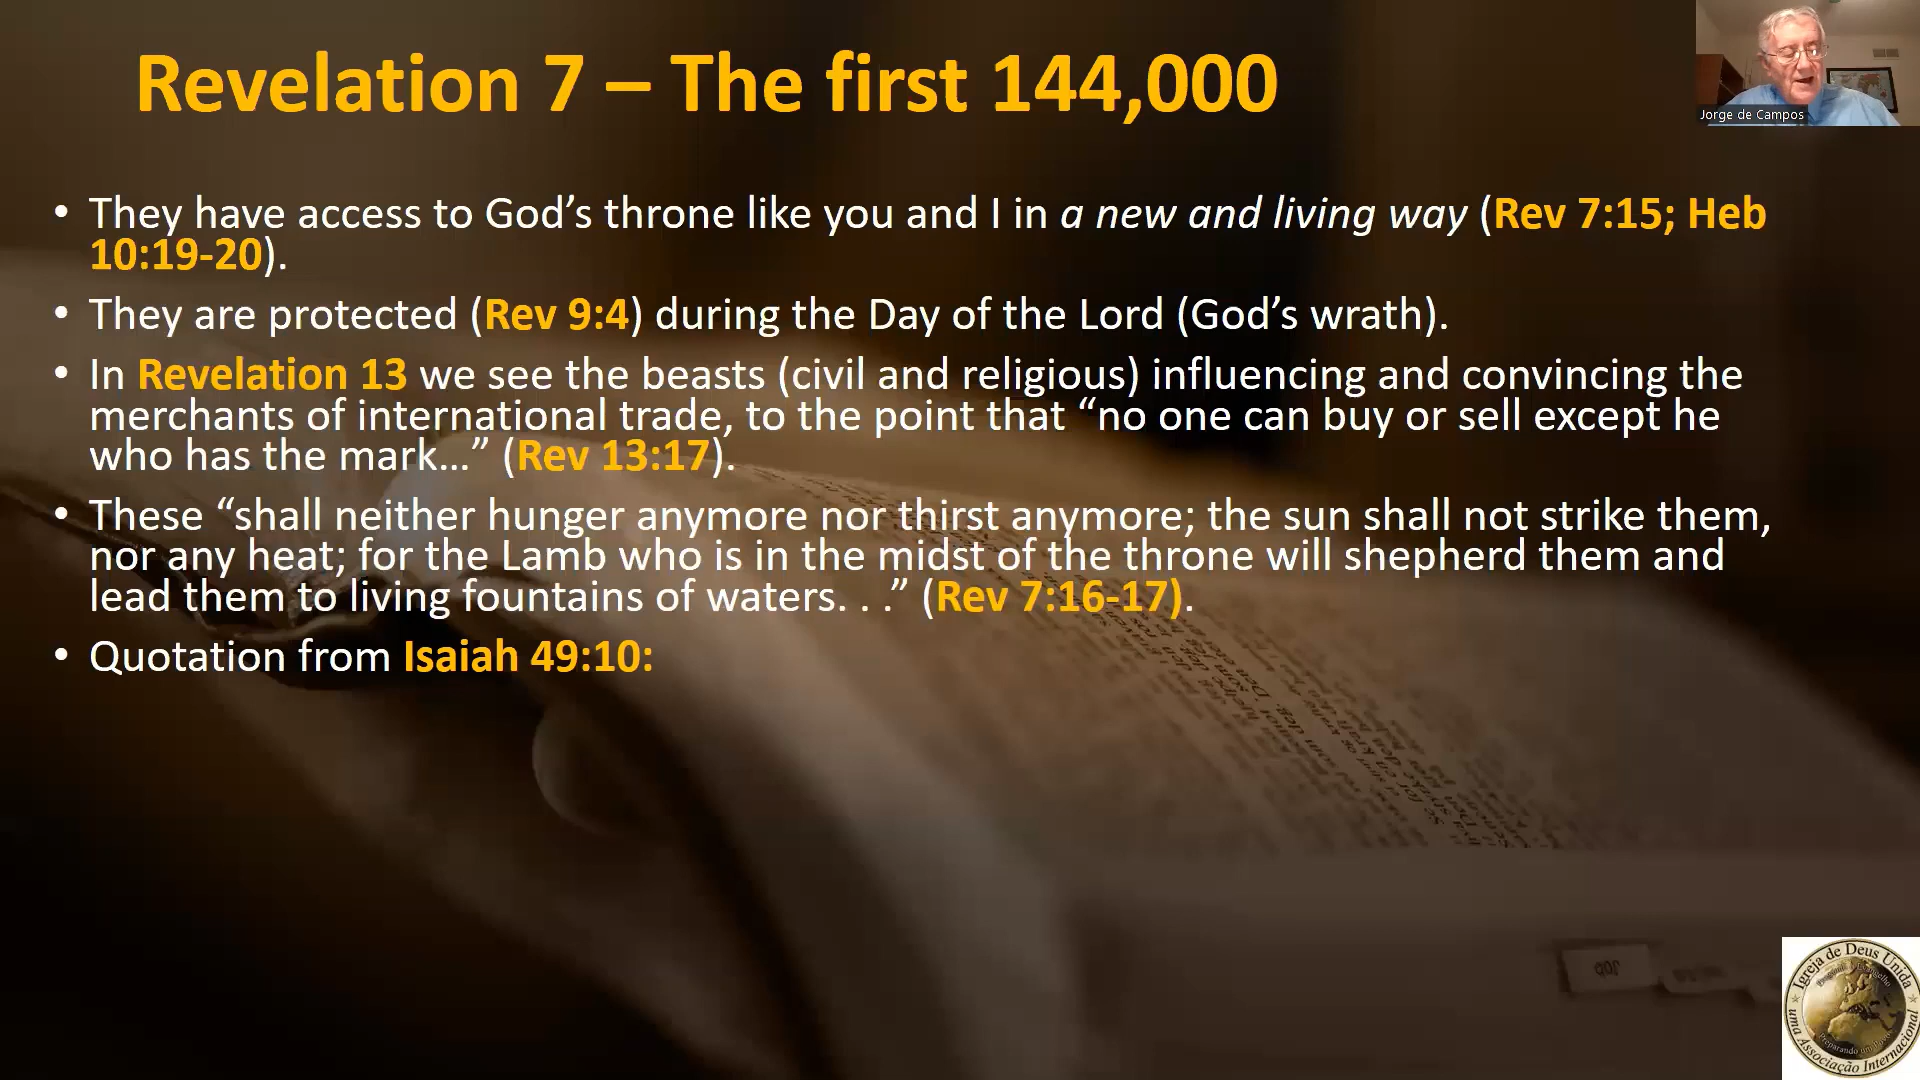 Revelation 7 – The first 144,000
Jorge de Campos
• They have access to God’s throne like you and I in a new and living way (Rev 7:15; Heb
10:19-20).
• They are protected (Rev 9:4) during the Day of the Lord (God’s wrath).
• In Revelation 13 we see the beasts (civil and religious) influencing and convincing the
merchants of international trade, to the point that “no one can buy or sell except he
who has the mark…” (Rev 13:17).
• These “shall neither hunger anymore nor thirst anymore; the sun shall not strike them,
nor any heat; for the Lamb who is in the midst of the throne will shepherd them and
lead them to living fountains of waters. . .” (Rev 7:16-17).
• Quotation from Isaiah 49:10:
Igreja de Deus Unida
uma Associação Internacional